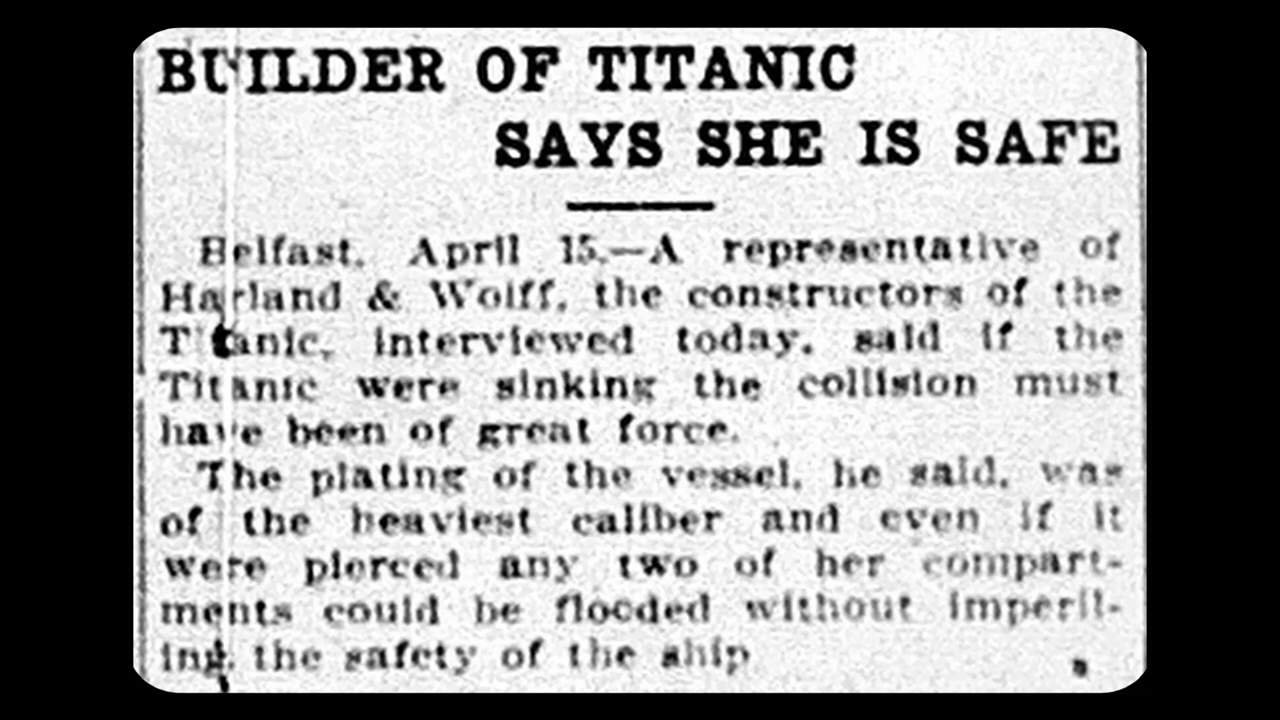 BUILDER OF TITANIC
SAYS SHE IS SAFE
Belfast, April 15.—A representative of
Harland & Wolff, the constructors of the
Titanic, interviewed today, said if the
Titanic were sinking the collision must
have been of great force.
The plating of the vessel, he said, was
of the heaviest caliber and even if it
were pierced any two of her compart-
ments could be flooded without imperil-
ing the safety of the ship